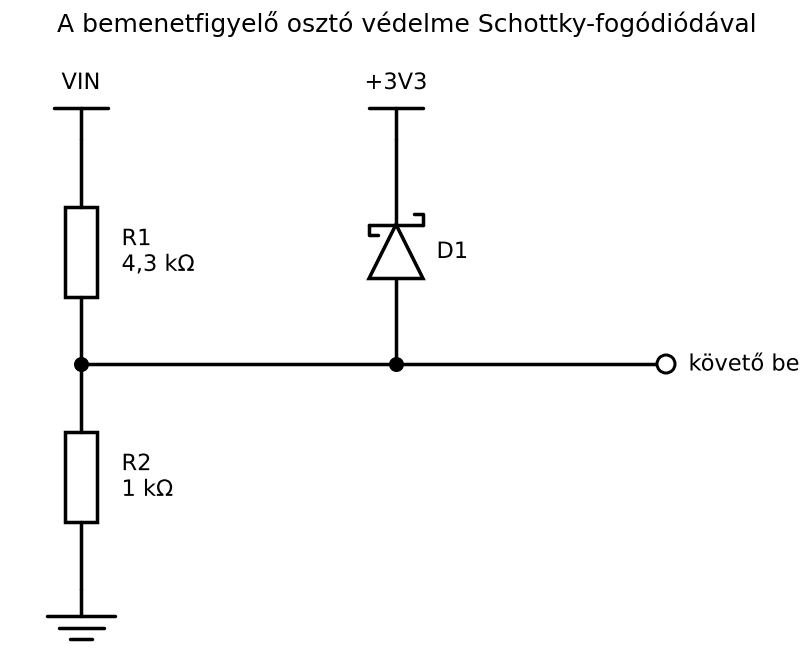 A bemenetfigyelő osztó védelme Schottky-fogódiódával
VIN
+3V3
R1
4,3 kΩ
D1
követő be
R2
1 kΩ